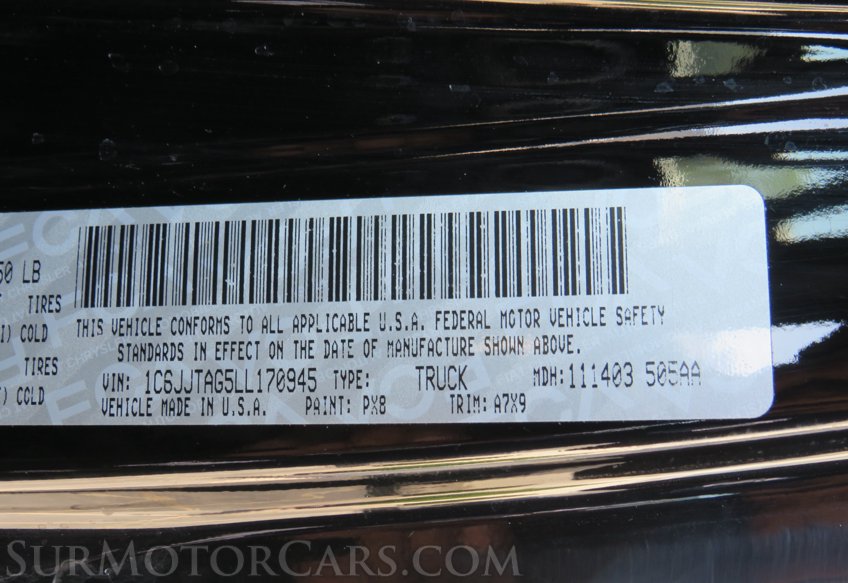 50 LB
TIRES
I) COLD
TIRES
) COLD
THIS VEHICLE CONFORMS TO ALL APPLICABLE U.S.A. FEDERAL MOTOR VEHICLE SAFETY
STANDARDS IN EFFECT ON THE DATE OF MANUFACTURE SHOWN ABOVE.
VIN: 1C6JJTAG5LL170945 TYPE: TRUCK MDH:111403 505AA
VEHICLE MADE IN U.S.A. PAINT: PX8 TRIM: A7X9
SURMOTORCARS.COM